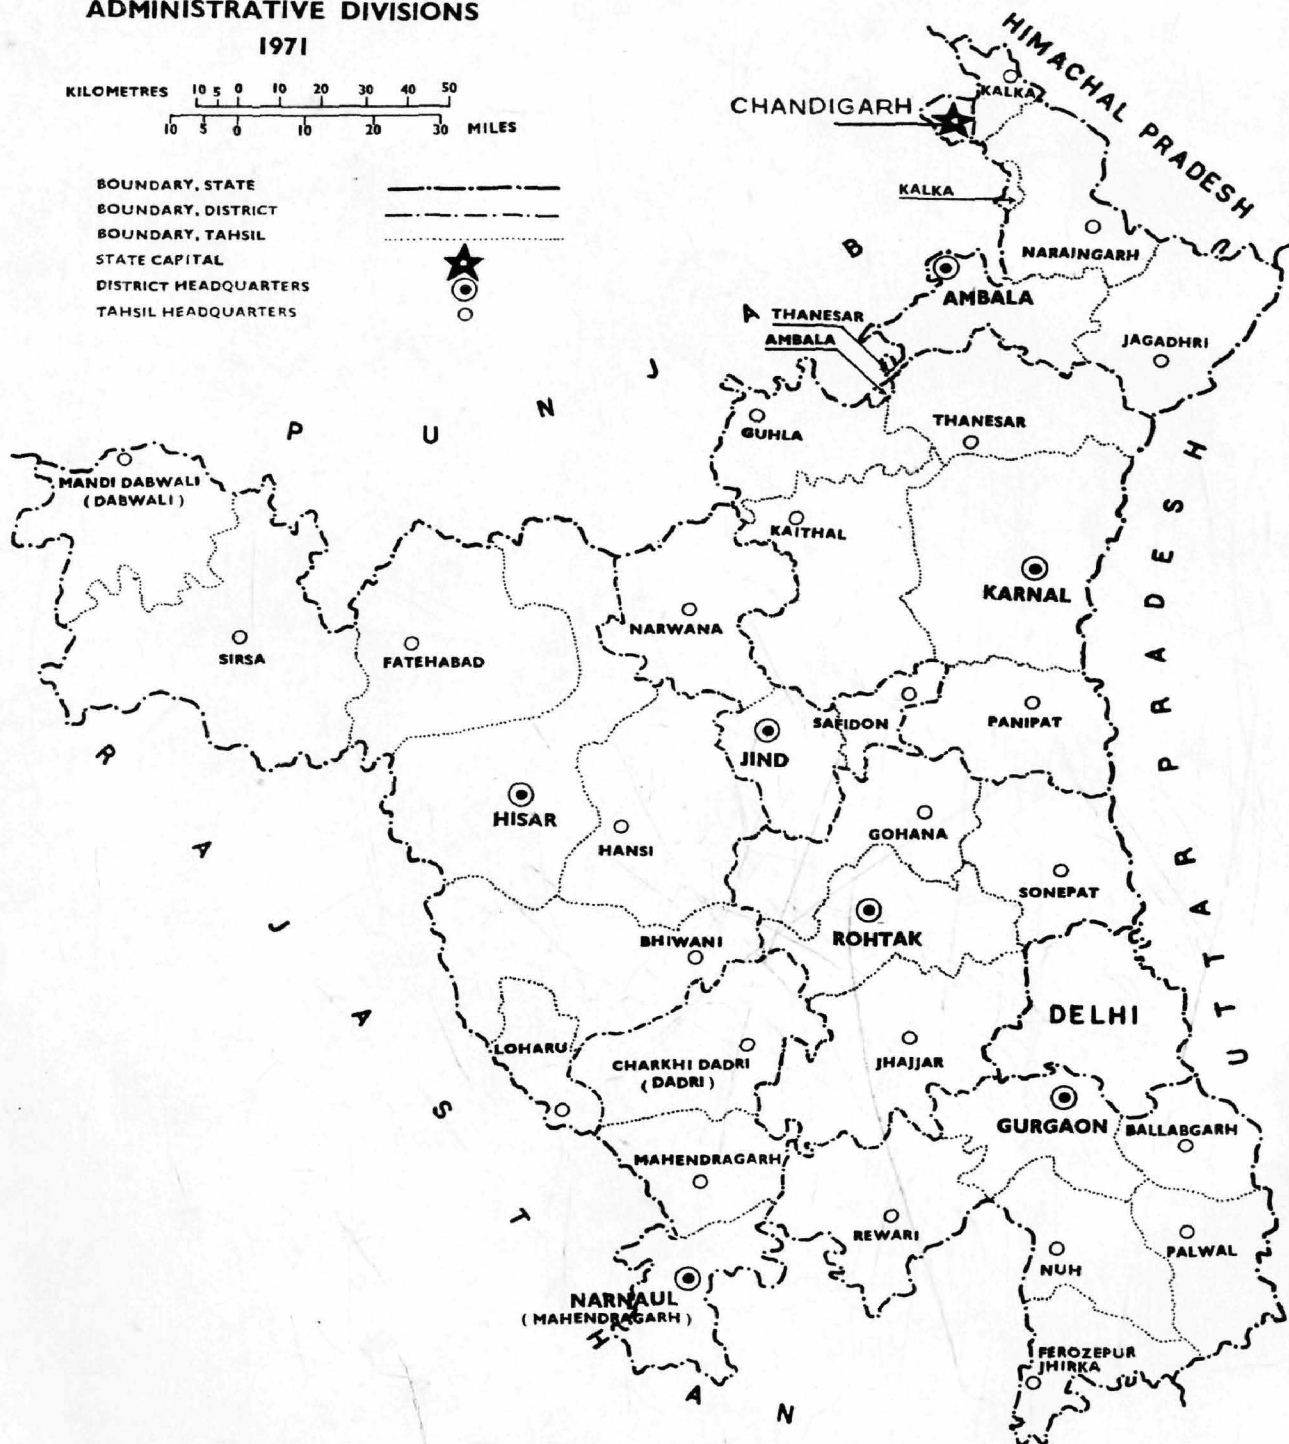 ADMINISTRATIVE DIVISIONS
1971
KILOMETRES 10 5 0 10 20 30 40 50
10 5 0 10 20 30 MILES
BOUNDARY, STATE
BOUNDARY, DISTRICT
BOUNDARY, TAHSIL
STATE CAPITAL
DISTRICT HEADQUARTERS
TAHSIL HEADQUARTERS
HIMACHAL PRADESH
KALKA
CHANDIGARH
KALKA
NARAINGARH
AMBALA
THANESAR
AMBALA
JAGADHRI
PUNJAB
GUHLA
THANESAR
MANDI DABWALI
(DABWALI)
KAITHAL
KARNAL
UTTAR PRADESH
NARWANA
SIRSA
FATEHABAD
SAFIDON
PANIPAT
JIND
HISAR
HANSI
GOHANA
SONEPAT
BHIWANI
ROHTAK
DELHI
LOHARU
CHARKHI DADRI
(DADRI)
JHAJJAR
GURGAON
BALLABGARH
MAHENDRAGARH
REWARI
NUH
PALWAL
NARNAUL
(MAHENDRAGARH)
FEROZEPUR
JHIRKA
RAJASTHAN